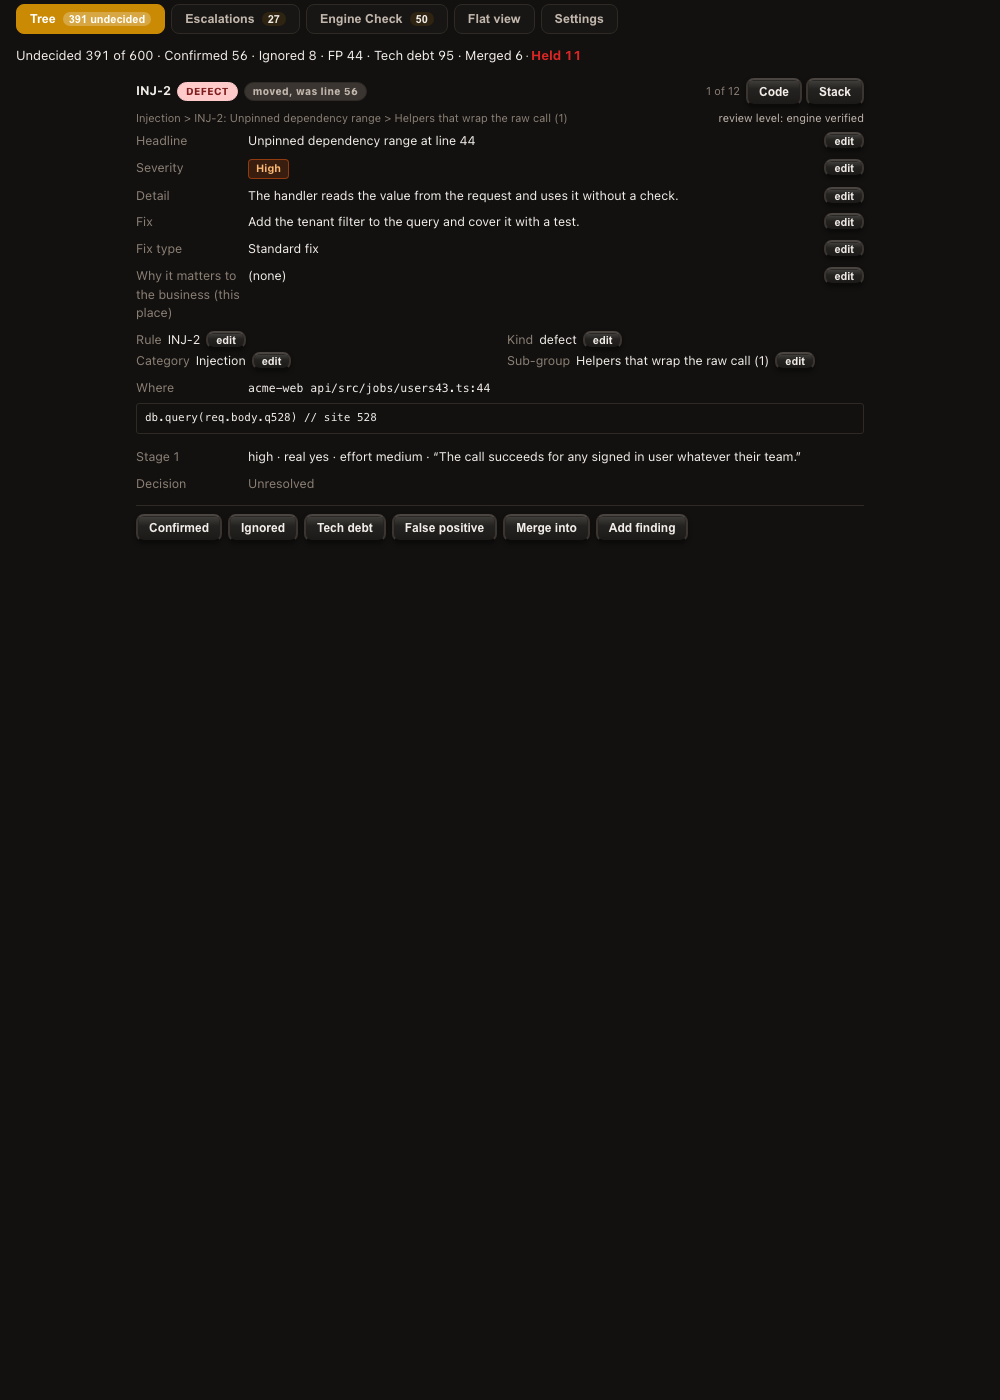 Tree 391 undecided Escalations 27 Engine Check 50 Flat view Settings
Undecided 391 of 600 · Confirmed 56 · Ignored 8 · FP 44 · Tech debt 95 · Merged 6 · Held 11
INJ-2 DEFECT moved, was line 56 1 of 12 Code Stack
Injection > INJ-2: Unpinned dependency range > Helpers that wrap the raw call (1) review level: engine verified
Headline Unpinned dependency range at line 44 edit
Severity High edit
Detail The handler reads the value from the request and uses it without a check. edit
Fix Add the tenant filter to the query and cover it with a test. edit
Fix type Standard fix edit
Why it matters to (none) edit
the business (this
place)
Rule INJ-2 edit Kind defect edit
Category Injection edit Sub-group Helpers that wrap the raw call (1) edit
Where acme-web api/src/jobs/users43.ts:44
db.query(req.body.q528) // site 528
Stage 1 high · real yes · effort medium · “The call succeeds for any signed in user whatever their team.”
Decision Unresolved
Confirmed Ignored Tech debt False positive Merge into Add finding